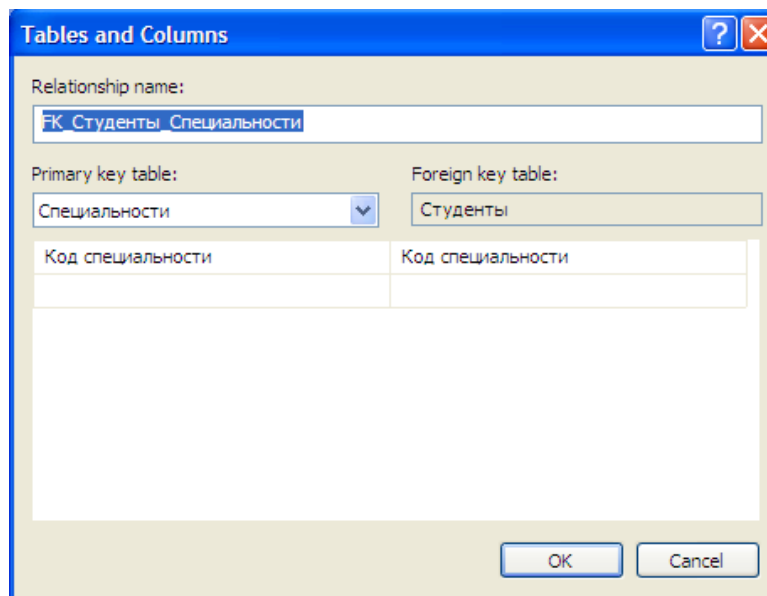 Tables and Columns
Relationship name:
FK_Студенты_Специальности
Primary key table: Foreign key table:
Специальности Студенты
Код специальности Код специальности
OK Cancel